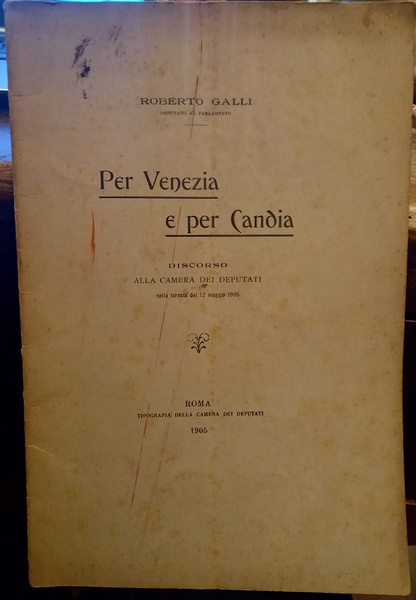 ROBERTO GALLI
DEPUTATO AL PARLAMENTO
Per Venezia
e per Candia
DISCORSO
ALLA CAMERA DEI DEPUTATI
nella tornata del 12 maggio 1905
ROMA
TIPOGRAFIA DELLA CAMERA DEI DEPUTATI
1905